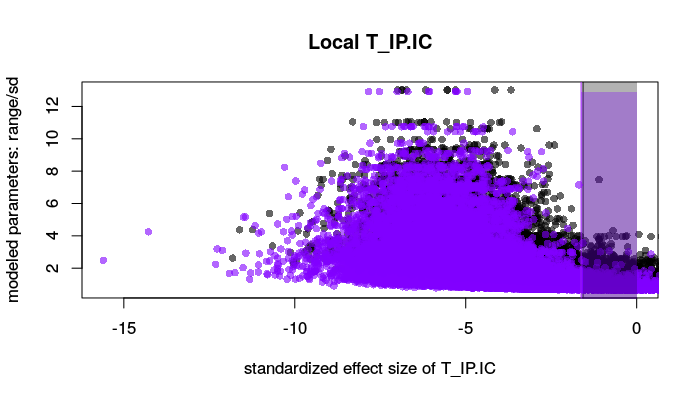 Local T_IP.IC
modeled parameters: range/sd
12
10
8
6
4
2
-15 -10 -5 0
standardized effect size of T_IP.IC